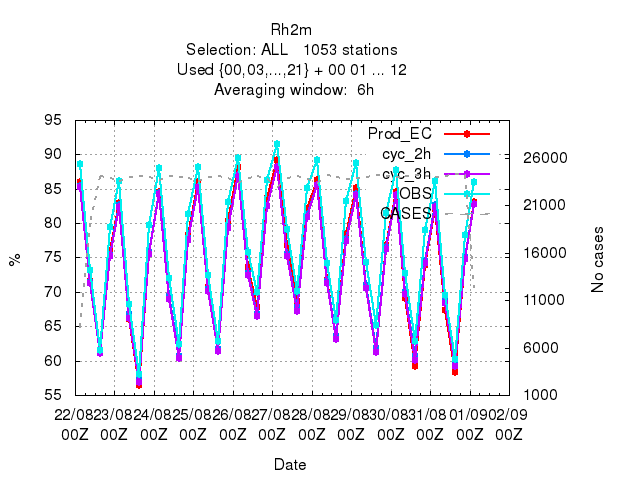 Rh2m
Selection: ALL 1053 stations
Used {00,03,...,21} + 00 01 ... 12
Averaging window: 6h
95
90
85
80
75
70
65
60
55
%
Prod_EC
cyc_2h
cyc_3h
OBS
CASES
26000
21000
16000
11000
6000
1000
No cases
22/08 23/08 24/08 25/08 26/08 27/08 28/08 29/08 30/08 31/08 01/09 02/09
00Z 00Z 00Z 00Z 00Z 00Z 00Z 00Z 00Z 00Z 00Z 00Z
Date